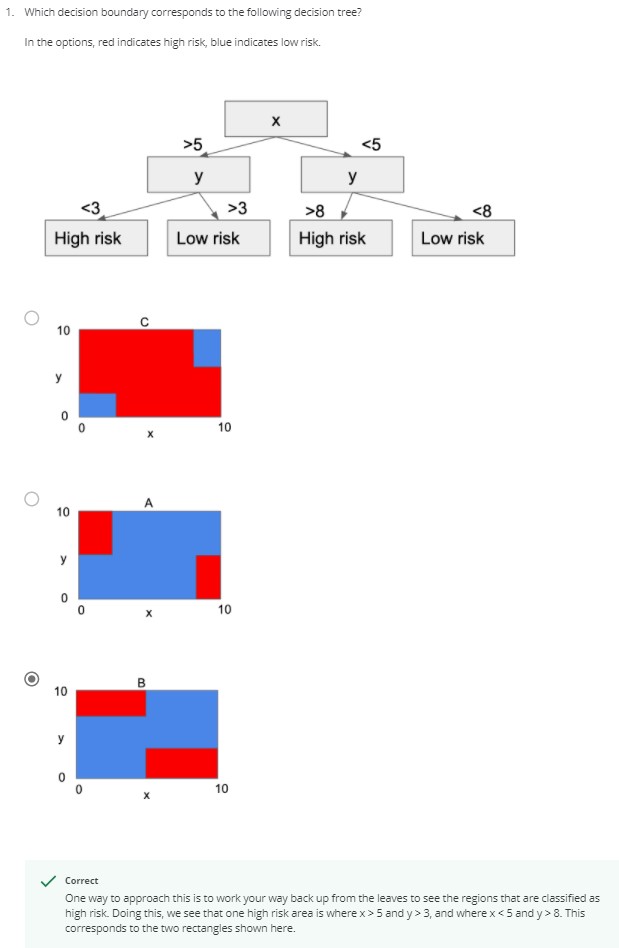 1. Which decision boundary corresponds to the following decision tree?
In the options, red indicates high risk, blue indicates low risk.
x
>5
<5
y
y
<3
>3
>8
<8
High risk
Low risk
High risk
Low risk
C
10
y
0
0
x
10
A
10
y
0
0
x
10
B
10
y
0
0
x
10
Correct
One way to approach this is to work your way back up from the leaves to see the regions that are classified as
high risk. Doing this, we see that one high risk area is where x > 5 and y > 3, and where x < 5 and y > 8. This
corresponds to the two rectangles shown here.